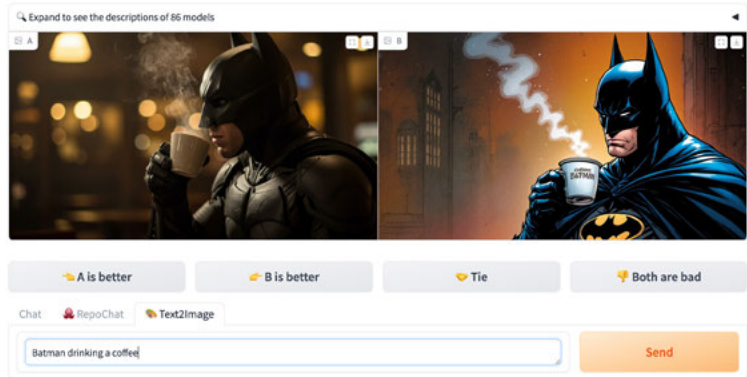 Expand to see the descriptions of 86 models
A
B
BATMAN
A is better
B is better
Tie
Both are bad
Chat
RepoChat
Text2Image
Batman drinking a coffee
Send